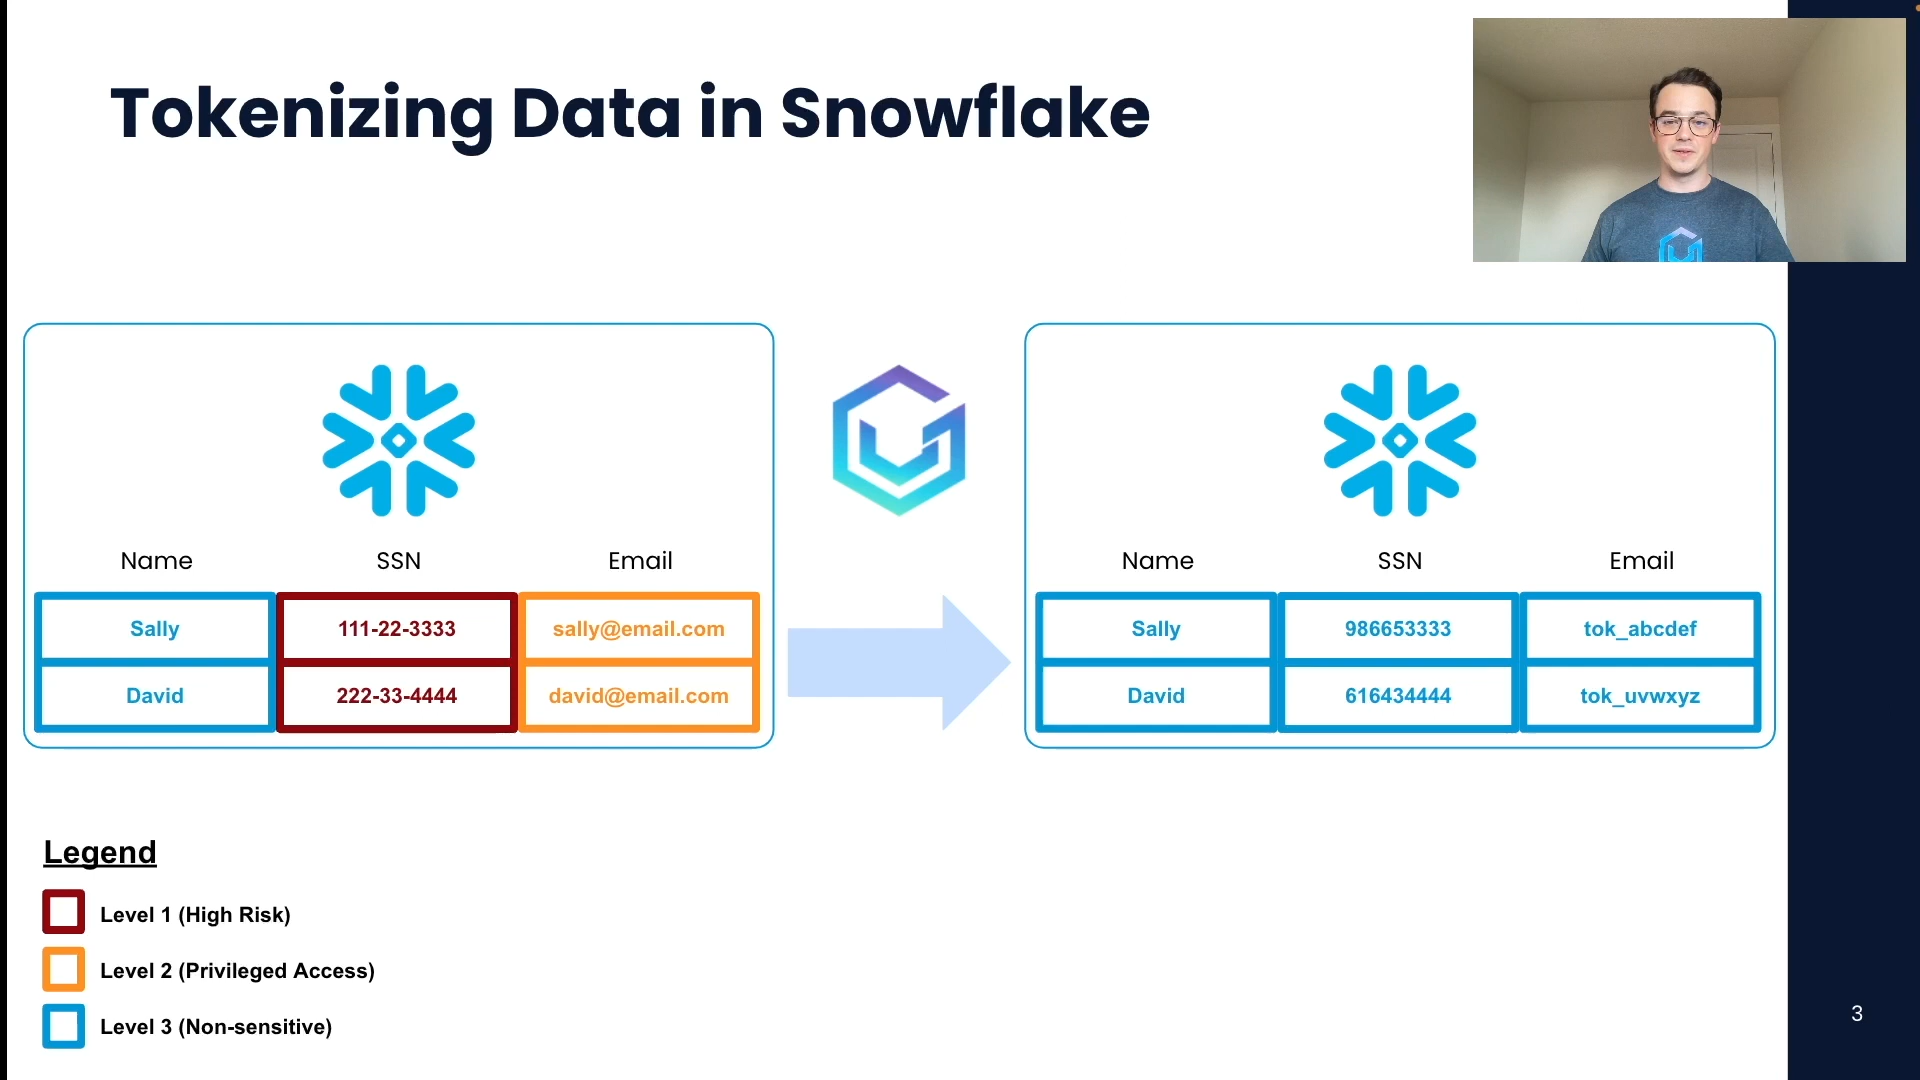 Tokenizing Data in Snowflake
Name SSN Email
Sally 111-22-3333 sally@email.com
David 222-33-4444 david@email.com
Name SSN Email
Sally 986653333 tok_abcdef
David 616434444 tok_uvwxyz
Legend
Level 1 (High Risk)
Level 2 (Privileged Access)
Level 3 (Non-sensitive)
3